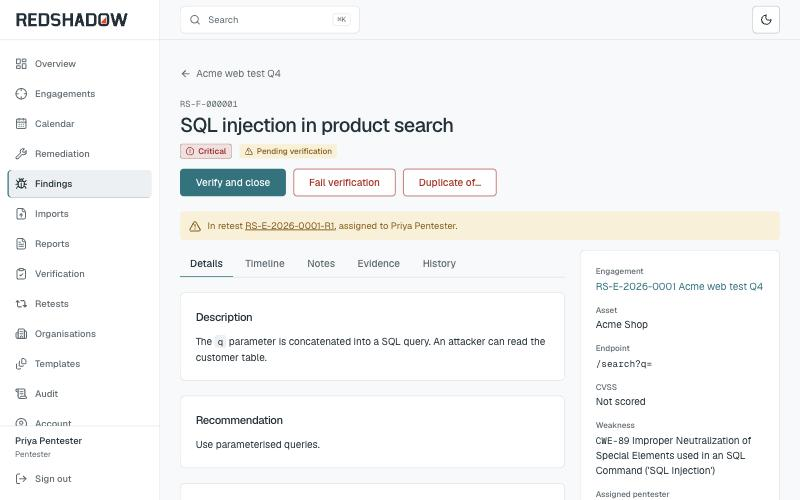 REDSHADOW
Search
⌘K
Overview
Engagements
Calendar
Remediation
Findings
Imports
Reports
Verification
Retests
Organisations
Templates
Audit
Account
Priya Pentester
Pentester
Sign out
Acme web test Q4
RS-F-000001
SQL injection in product search
Critical
Pending verification
Verify and close
Fail verification
Duplicate of…
In retest RS-E-2026-0001-R1, assigned to Priya Pentester.
Details
Timeline
Notes
Evidence
History
Description
The q parameter is concatenated into a SQL query. An attacker can read the
customer table.
Recommendation
Use parameterised queries.
Engagement
RS-E-2026-0001 Acme web test Q4
Asset
Acme Shop
Endpoint
/search?q=
CVSS
Not scored
Weakness
CWE-89 Improper Neutralization of
Special Elements used in an SQL
Command ('SQL Injection')
Assigned pentester